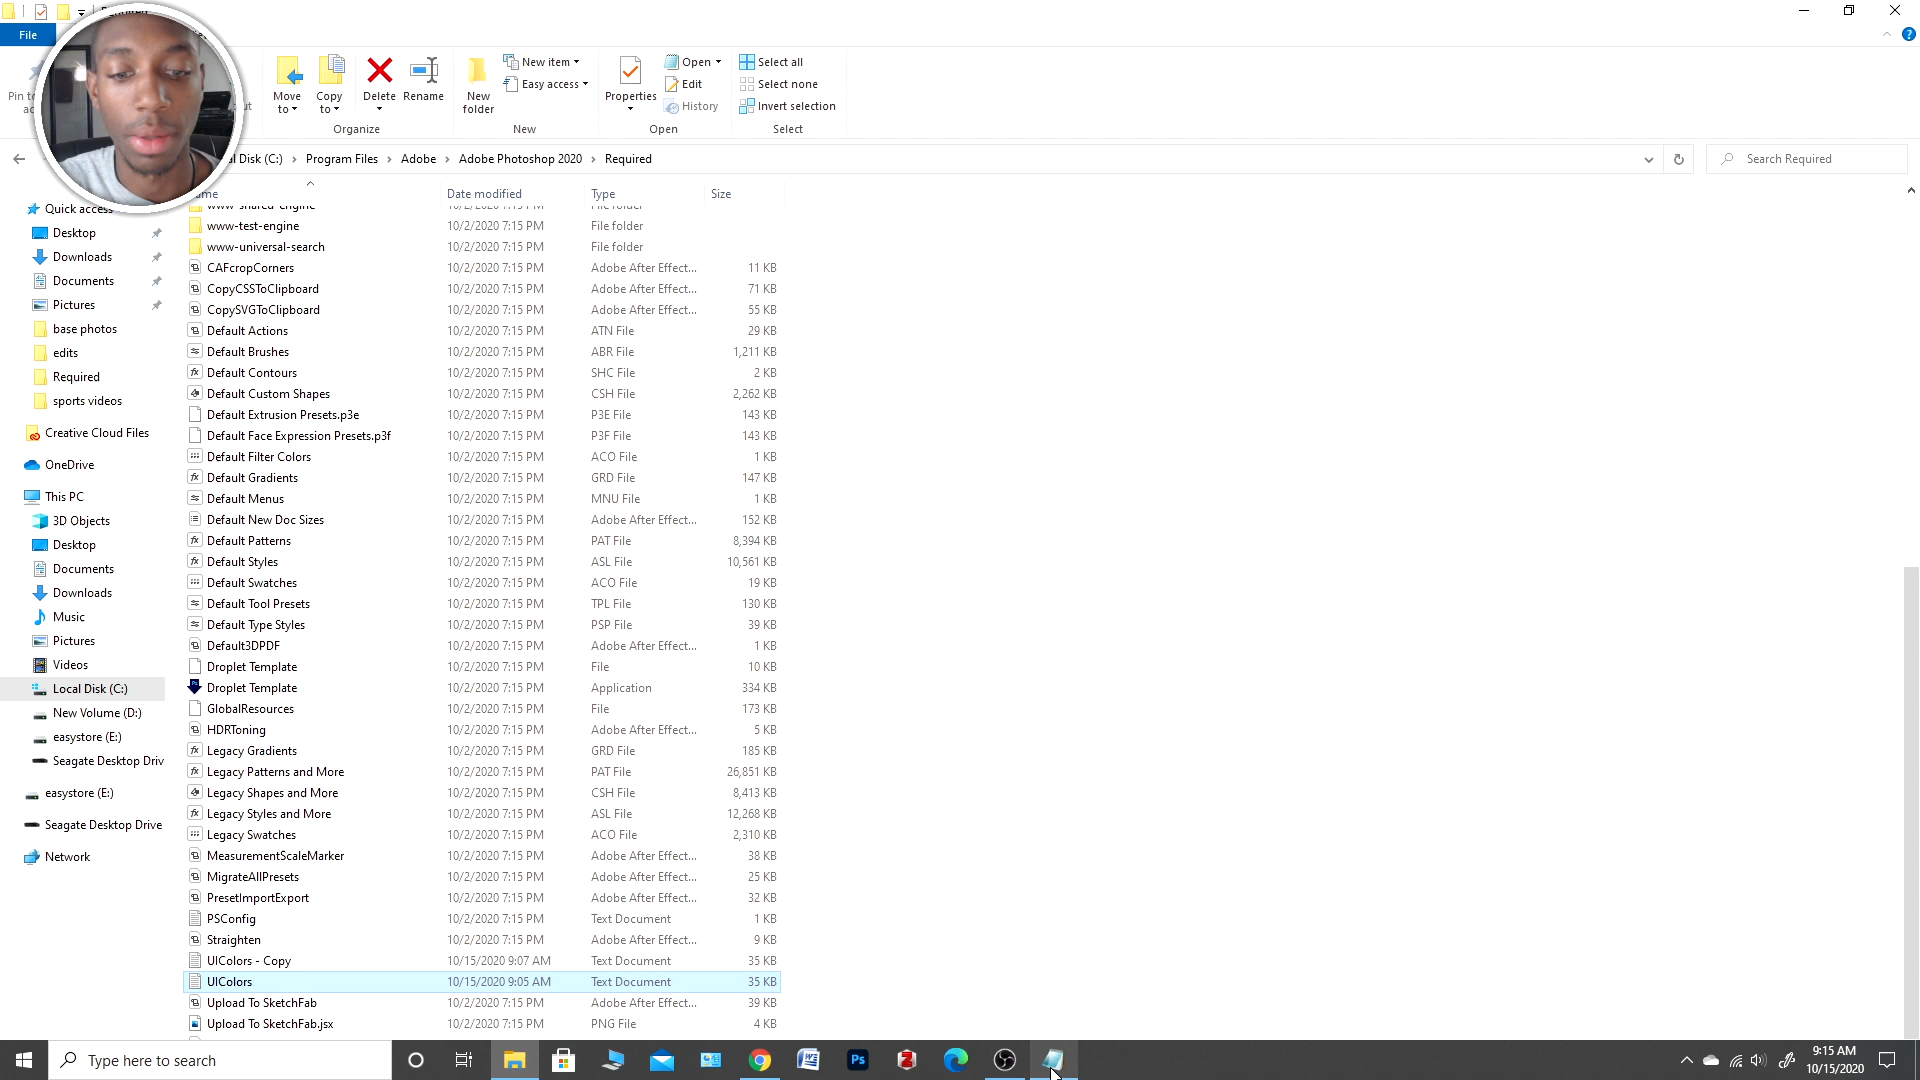 File
Pin to
Move to
Copy to
Delete
Rename
New folder
New item
Easy access
Properties
Open
Edit
History
Select all
Select none
Invert selection
Organize
New
Open
Select
Disk (C:) › Program Files › Adobe › Adobe Photoshop 2020 › Required
Search Required
Date modified Type Size
Quick access
Desktop
Downloads
Documents
Pictures
base photos
edits
Required
sports videos
Creative Cloud Files
OneDrive
This PC
3D Objects
Desktop
Documents
Downloads
Music
Pictures
Videos
Local Disk (C:)
New Volume (D:)
easystore (E:)
Seagate Desktop Driv
easystore (E:)
Seagate Desktop Drive
Network
www-shared-engine 10/2/2020 7:15 PM File folder
www-test-engine 10/2/2020 7:15 PM File folder
www-universal-search 10/2/2020 7:15 PM File folder
CAFcropCorners 10/2/2020 7:15 PM Adobe After Effect... 11 KB
CopyCSSToClipboard 10/2/2020 7:15 PM Adobe After Effect... 71 KB
CopySVGToClipboard 10/2/2020 7:15 PM Adobe After Effect... 55 KB
Default Actions 10/2/2020 7:15 PM ATN File 29 KB
Default Brushes 10/2/2020 7:15 PM ABR File 1,211 KB
Default Contours 10/2/2020 7:15 PM SHC File 2 KB
Default Custom Shapes 10/2/2020 7:15 PM CSH File 2,262 KB
Default Extrusion Presets.p3e 10/2/2020 7:15 PM P3E File 143 KB
Default Face Expression Presets.p3f 10/2/2020 7:15 PM P3F File 143 KB
Default Filter Colors 10/2/2020 7:15 PM ACO File 1 KB
Default Gradients 10/2/2020 7:15 PM GRD File 147 KB
Default Menus 10/2/2020 7:15 PM MNU File 1 KB
Default New Doc Sizes 10/2/2020 7:15 PM Adobe After Effect... 152 KB
Default Patterns 10/2/2020 7:15 PM PAT File 8,394 KB
Default Styles 10/2/2020 7:15 PM ASL File 10,561 KB
Default Swatches 10/2/2020 7:15 PM ACO File 19 KB
Default Tool Presets 10/2/2020 7:15 PM TPL File 130 KB
Default Type Styles 10/2/2020 7:15 PM PSP File 39 KB
Default3DPDF 10/2/2020 7:15 PM Adobe After Effect... 1 KB
Droplet Template 10/2/2020 7:15 PM File 10 KB
Droplet Template 10/2/2020 7:15 PM Application 334 KB
GlobalResources 10/2/2020 7:15 PM File 173 KB
HDRToning 10/2/2020 7:15 PM Adobe After Effect... 5 KB
Legacy Gradients 10/2/2020 7:15 PM GRD File 185 KB
Legacy Patterns and More 10/2/2020 7:15 PM PAT File 26,851 KB
Legacy Shapes and More 10/2/2020 7:15 PM CSH File 8,413 KB
Legacy Styles and More 10/2/2020 7:15 PM ASL File 12,268 KB
Legacy Swatches 10/2/2020 7:15 PM ACO File 2,310 KB
MeasurementScaleMarker 10/2/2020 7:15 PM Adobe After Effect... 38 KB
MigrateAllPresets 10/2/2020 7:15 PM Adobe After Effect... 25 KB
PresetImportExport 10/2/2020 7:15 PM Adobe After Effect... 32 KB
PSConfig 10/2/2020 7:15 PM Text Document 1 KB
Straighten 10/2/2020 7:15 PM Adobe After Effect... 9 KB
UIColors - Copy 10/15/2020 9:07 AM Text Document 35 KB
UIColors 10/15/2020 9:05 AM Text Document 35 KB
Upload To SketchFab 10/2/2020 7:15 PM Adobe After Effect... 39 KB
Upload To SketchFab.jsx 10/2/2020 7:15 PM PNG File 4 KB
Type here to search
Ps
9:15 AM
10/15/2020